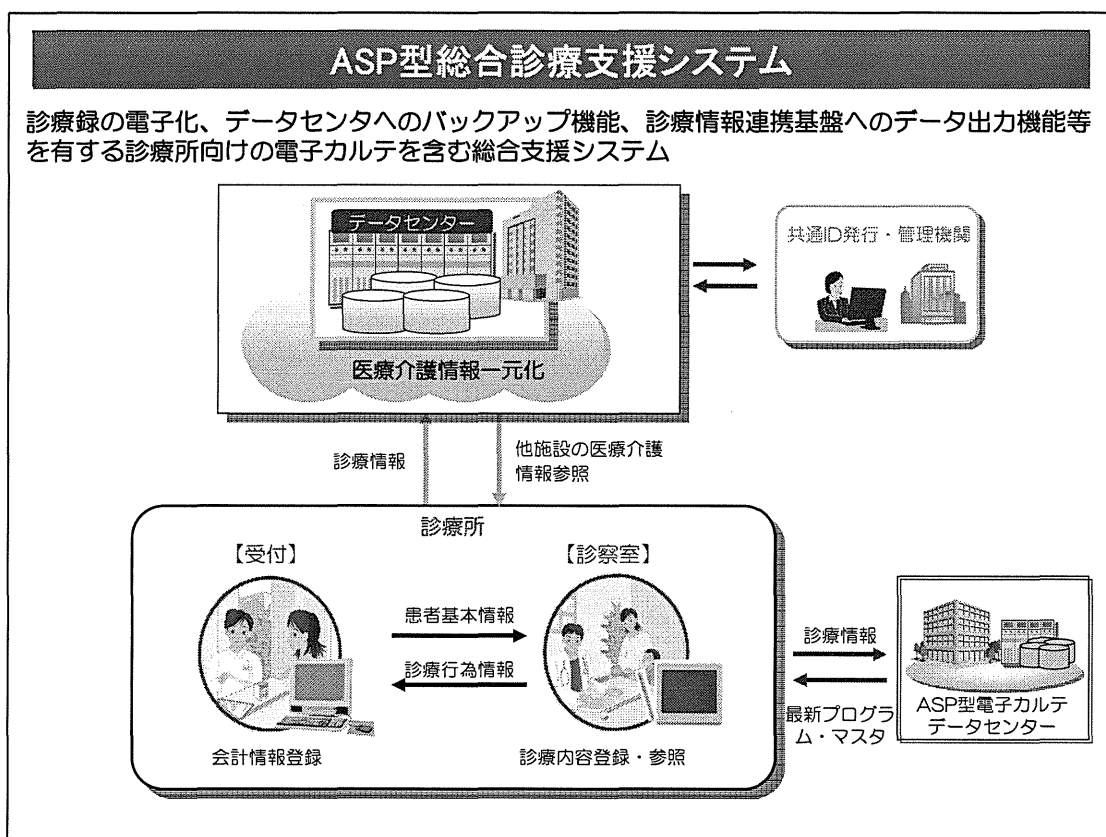 ASP型総合診療支援システム
診療録の電子化、データセンタへのバックアップ機能、診療情報連携基盤へのデータ出力機能等
を有する診療所向けの電子カルテを含む総合支援システム
データセンター
共通ID発行・管理機関
医療介護情報一元化
診療情報
他施設の医療介護
情報参照
診療所
【受付】
【診察室】
患者基本情報
診療行為情報
会計情報登録
診療内容登録・参照
診療情報
最新プログラ
ム・マスタ
ASP型電子カルテ
データセンター